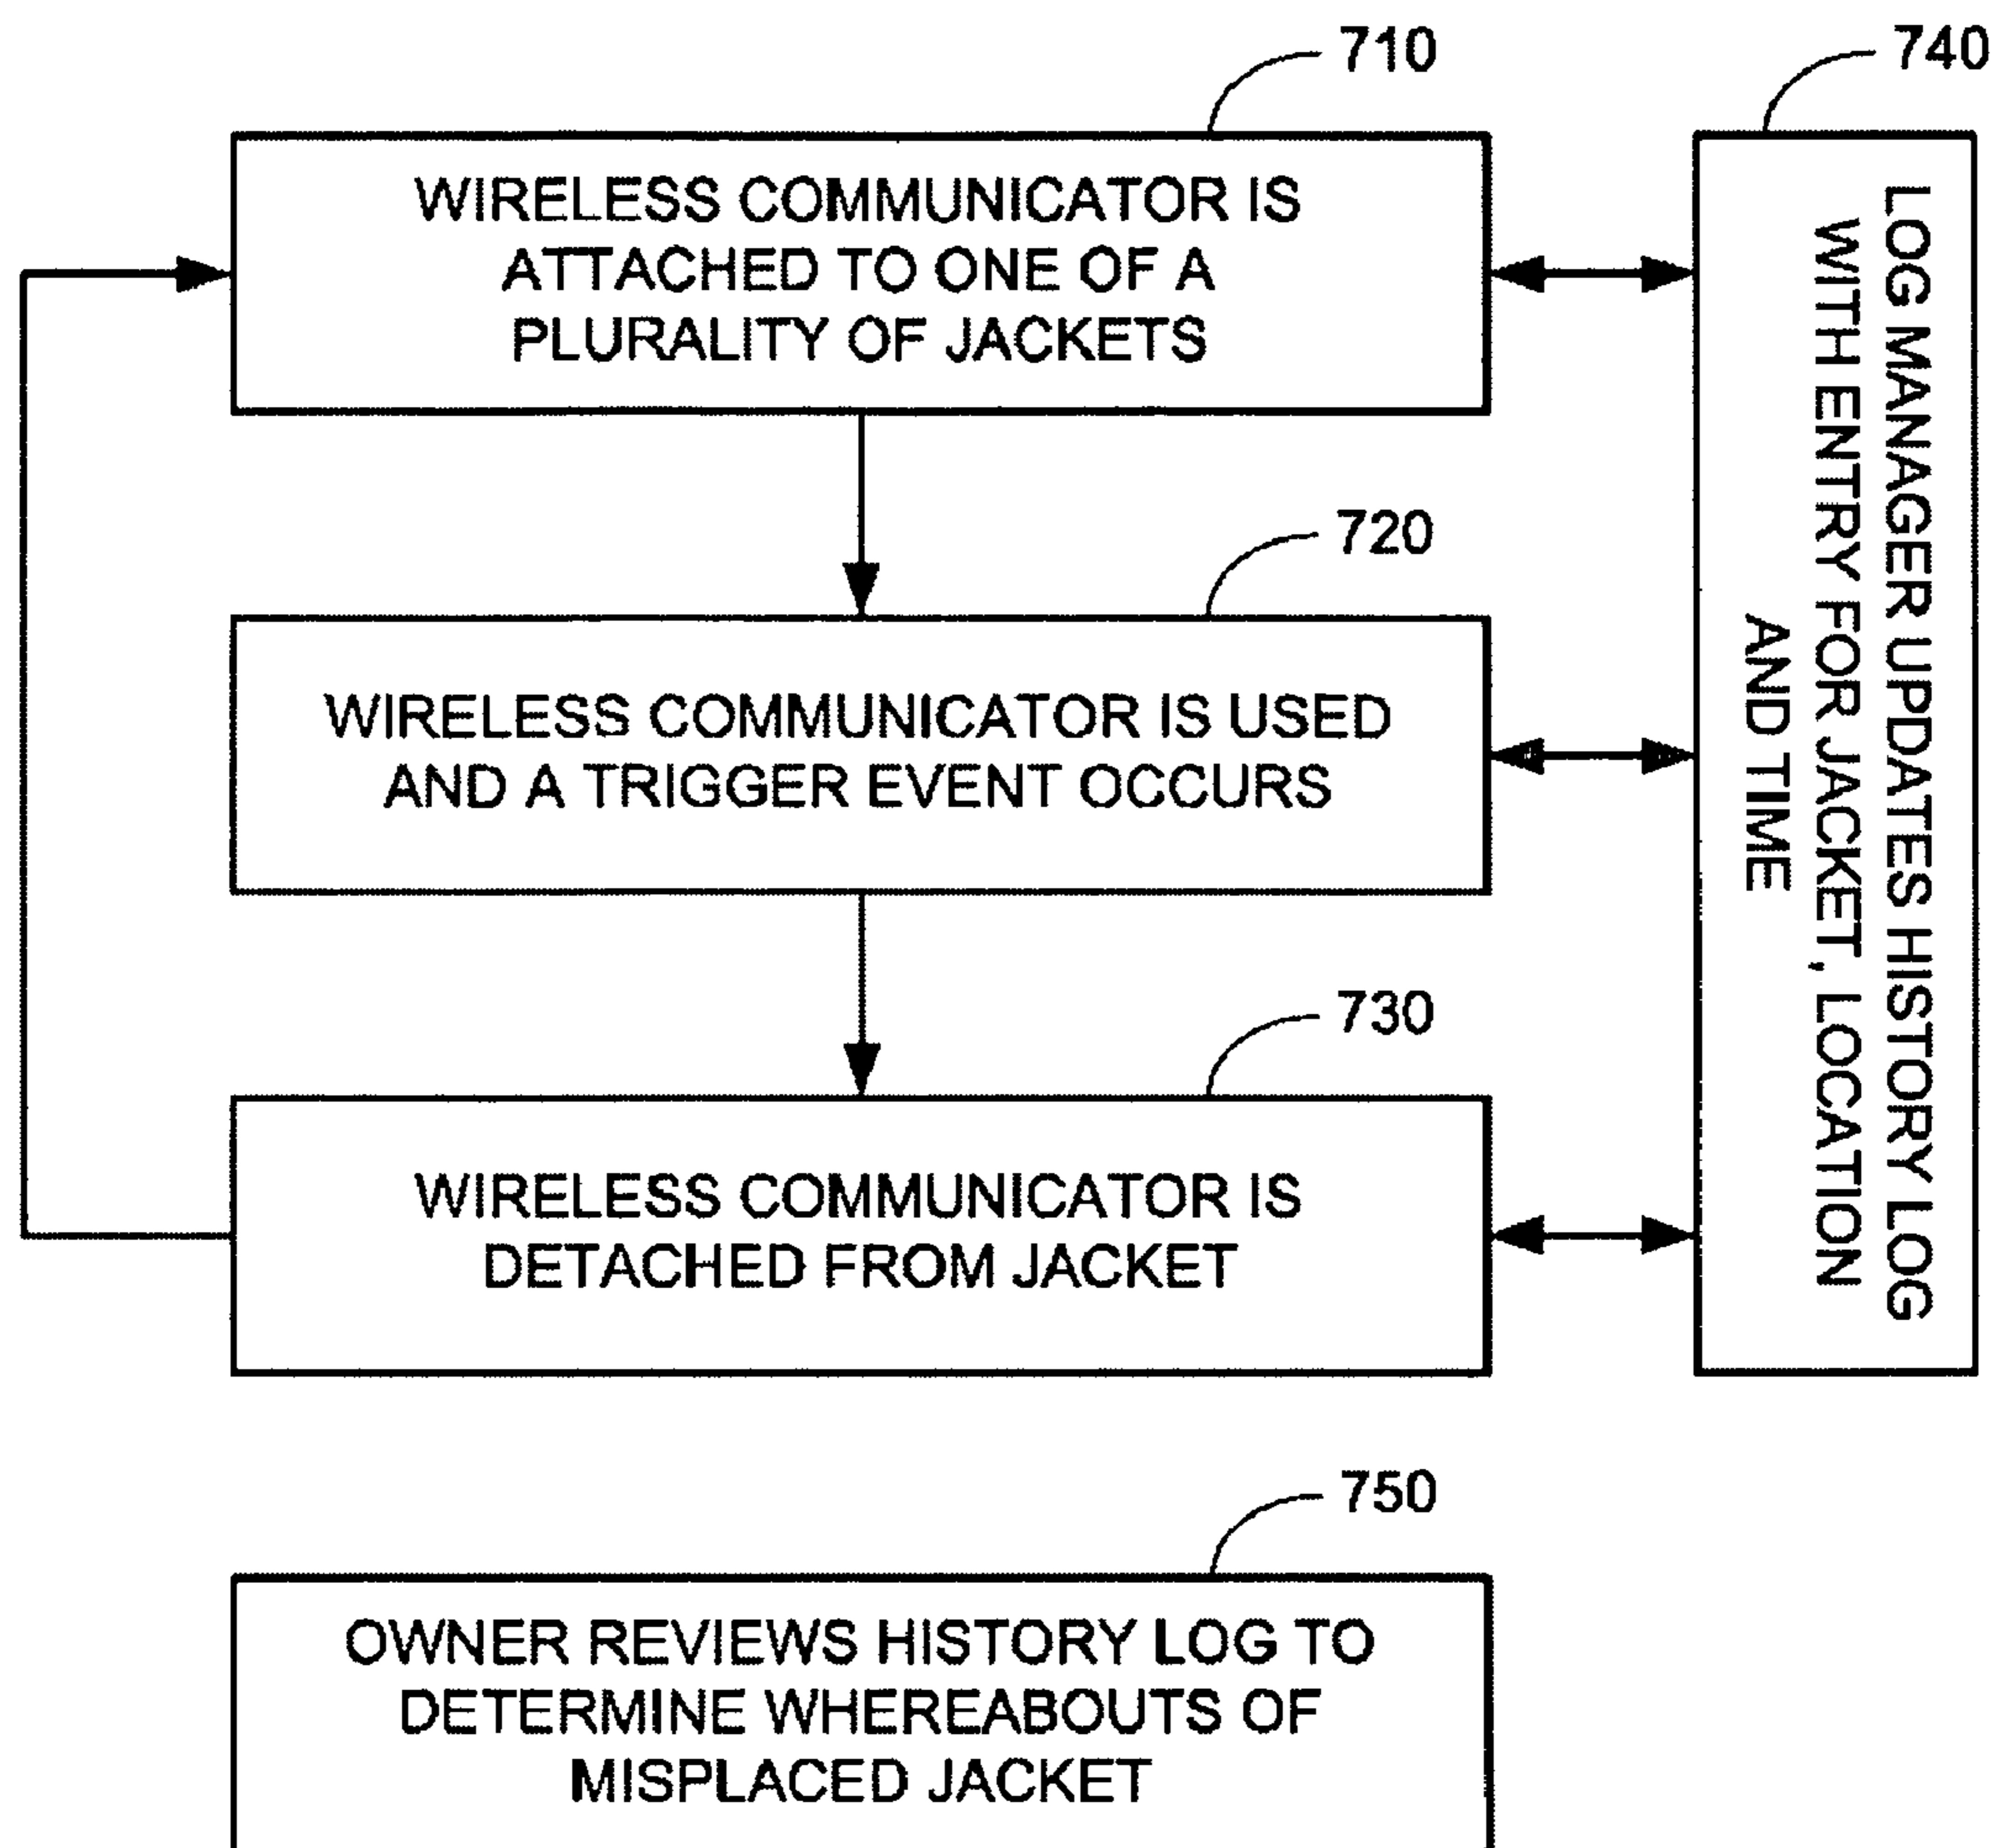 710
740
WIRELESS COMMUNICATOR IS
ATTACHED TO ONE OF A
PLURALITY OF JACKETS
LOG MANAGER UPDATES HISTORY LOG
WITH ENTRY FOR JACKET, LOCATION
AND TIME
720
WIRELESS COMMUNICATOR IS USED
AND A TRIGGER EVENT OCCURS
730
WIRELESS COMMUNICATOR IS
DETACHED FROM JACKET
750
OWNER REVIEWS HISTORY LOG TO
DETERMINE WHEREABOUTS OF
MISPLACED JACKET